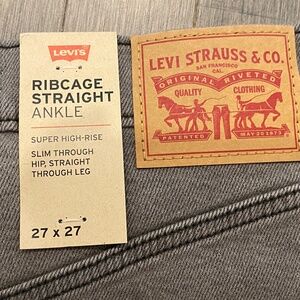 Levi's
RIBCAGE
STRAIGHT
ANKLE
SUPER HIGH-RISE
SLIM THROUGH
HIP, STRAIGHT
THROUGH LEG
27 x 27
LEVI STRAUSS & CO.
SAN FRANCISCO
CAL.
ORIGINAL RIVETED
QUALITY CLOTHING
PATENTED MAY 20 1873